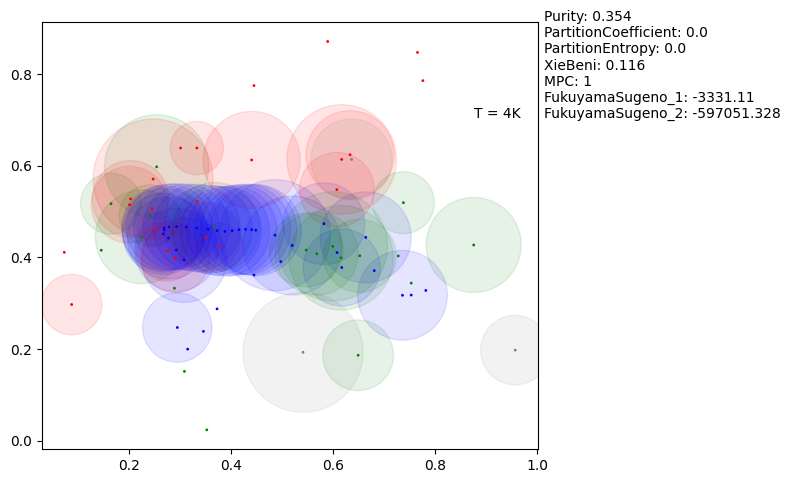 Purity: 0.354
PartitionCoefficient: 0.0
PartitionEntropy: 0.0
XieBeni: 0.116
MPC: 1
FukuyamaSugeno_1: -3331.11
FukuyamaSugeno_2: -597051.328
T = 4K
0.8
0.6
0.4
0.2
0.0
0.2 0.4 0.6 0.8 1.0